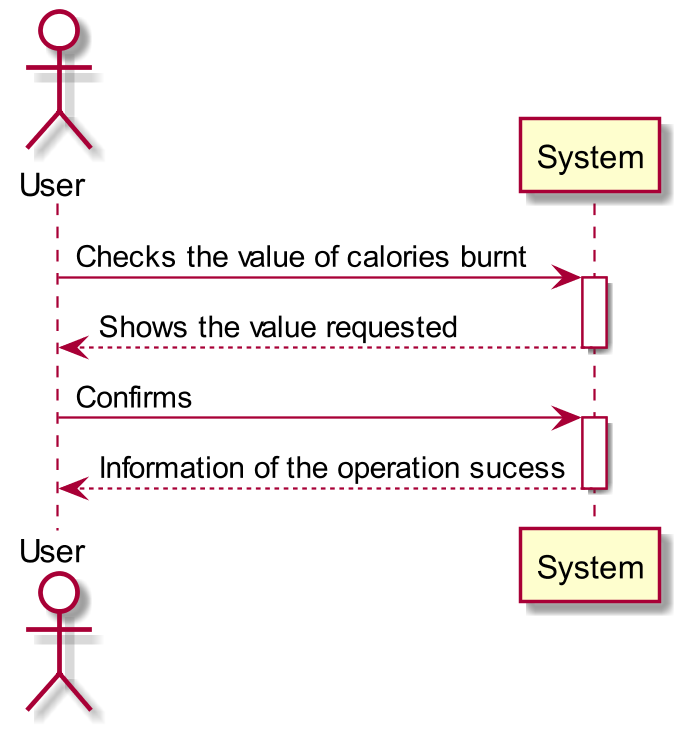 User
System
Checks the value of calories burnt
Shows the value requested
Confirms
Information of the operation sucess
User
System